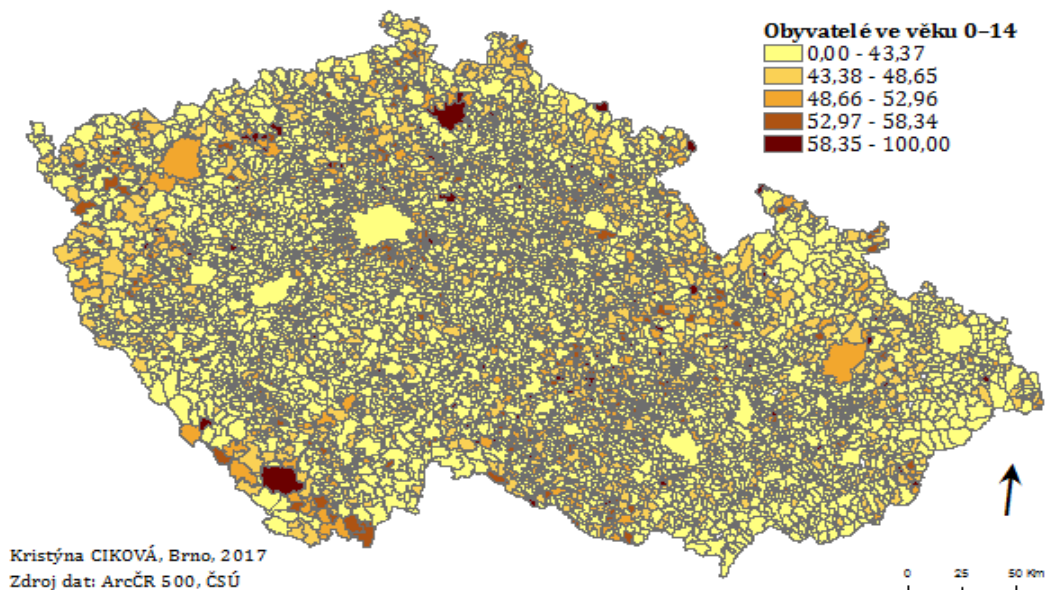 Obyvatelé ve věku 0–14
0,00 - 43,37
43,38 - 48,65
48,66 - 52,96
52,97 - 58,34
58,35 - 100,00
Kristýna CIKOVÁ, Brno, 2017
Zdroj dat: ArcČR 500, ČSÚ
0 25 50 Km